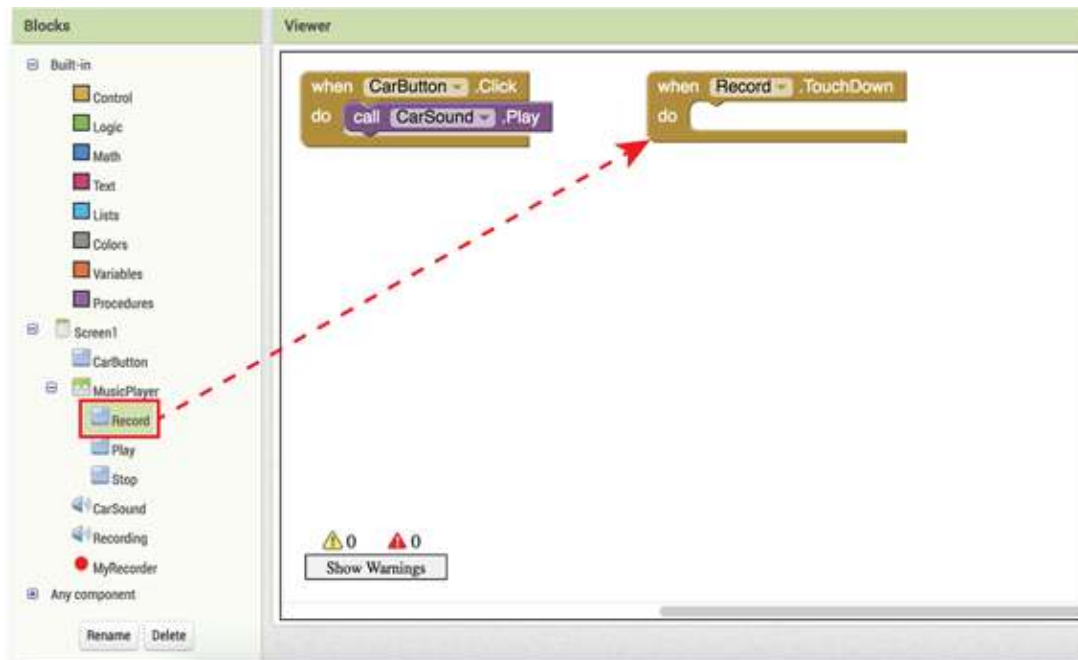 Blocks
Built-in
Control
Logic
Math
Text
Lists
Colors
Variables
Procedures
Screen1
CarButton
MusicPlayer
Record
Play
Stop
CarSound
Recording
MyRecorder
Any component
Rename Delete
Viewer
when CarButton .Click
do call CarSound .Play
when Record .TouchDown
do
0 0
Show Warnings